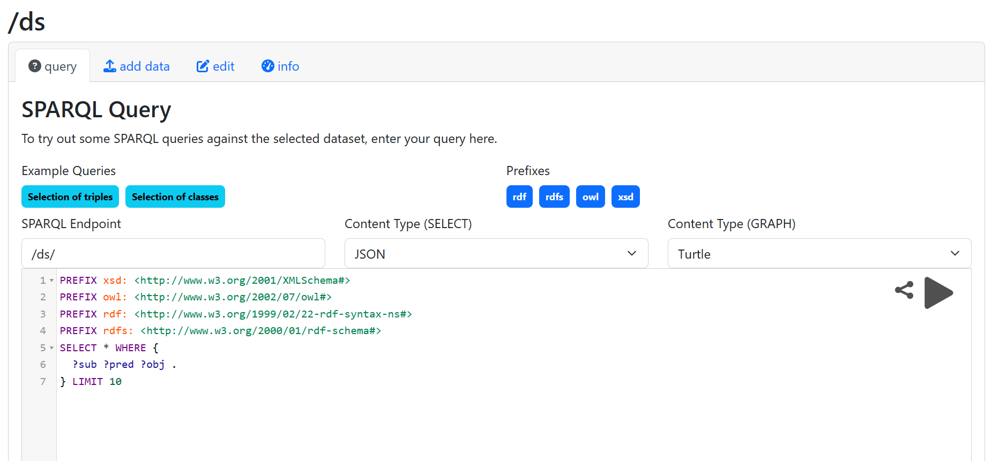 /ds
query add data edit info
SPARQL Query
To try out some SPARQL queries against the selected dataset, enter your query here.
Example Queries Prefixes
Selection of triples Selection of classes rdf rdfs owl xsd
SPARQL Endpoint Content Type (SELECT) Content Type (GRAPH)
/ds/ JSON Turtle
1 PREFIX xsd: <http://www.w3.org/2001/XMLSchema#>
2 PREFIX owl: <http://www.w3.org/2002/07/owl#>
3 PREFIX rdf: <http://www.w3.org/1999/02/22-rdf-syntax-ns#>
4 PREFIX rdfs: <http://www.w3.org/2000/01/rdf-schema#>
5 SELECT * WHERE {
6   ?sub ?pred ?obj .
7 } LIMIT 10